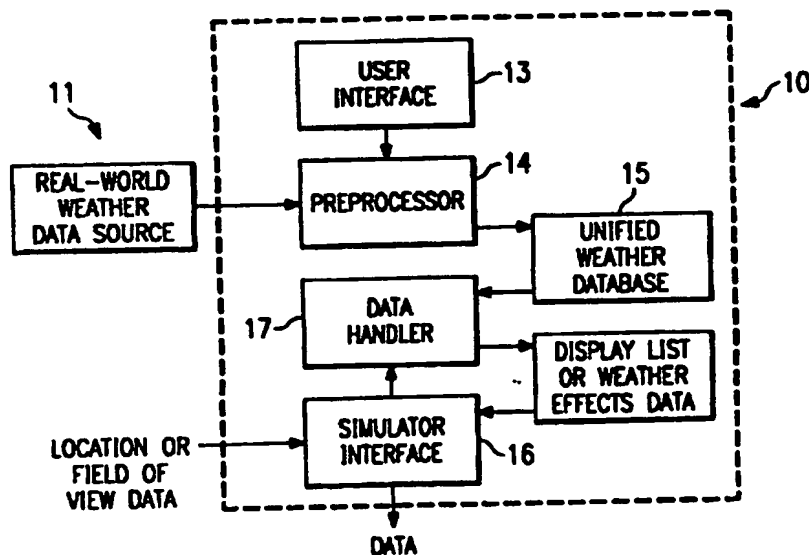 USER
INTERFACE
13
10
11
REAL-WORLD
WEATHER
DATA SOURCE
PREPROCESSOR
14
15
UNIFIED
WEATHER
DATABASE
17
DATA
HANDLER
DISPLAY LIST
OR WEATHER
EFFECTS DATA
LOCATION OR
FIELD OF
VIEW DATA
SIMULATOR
INTERFACE
16
DATA